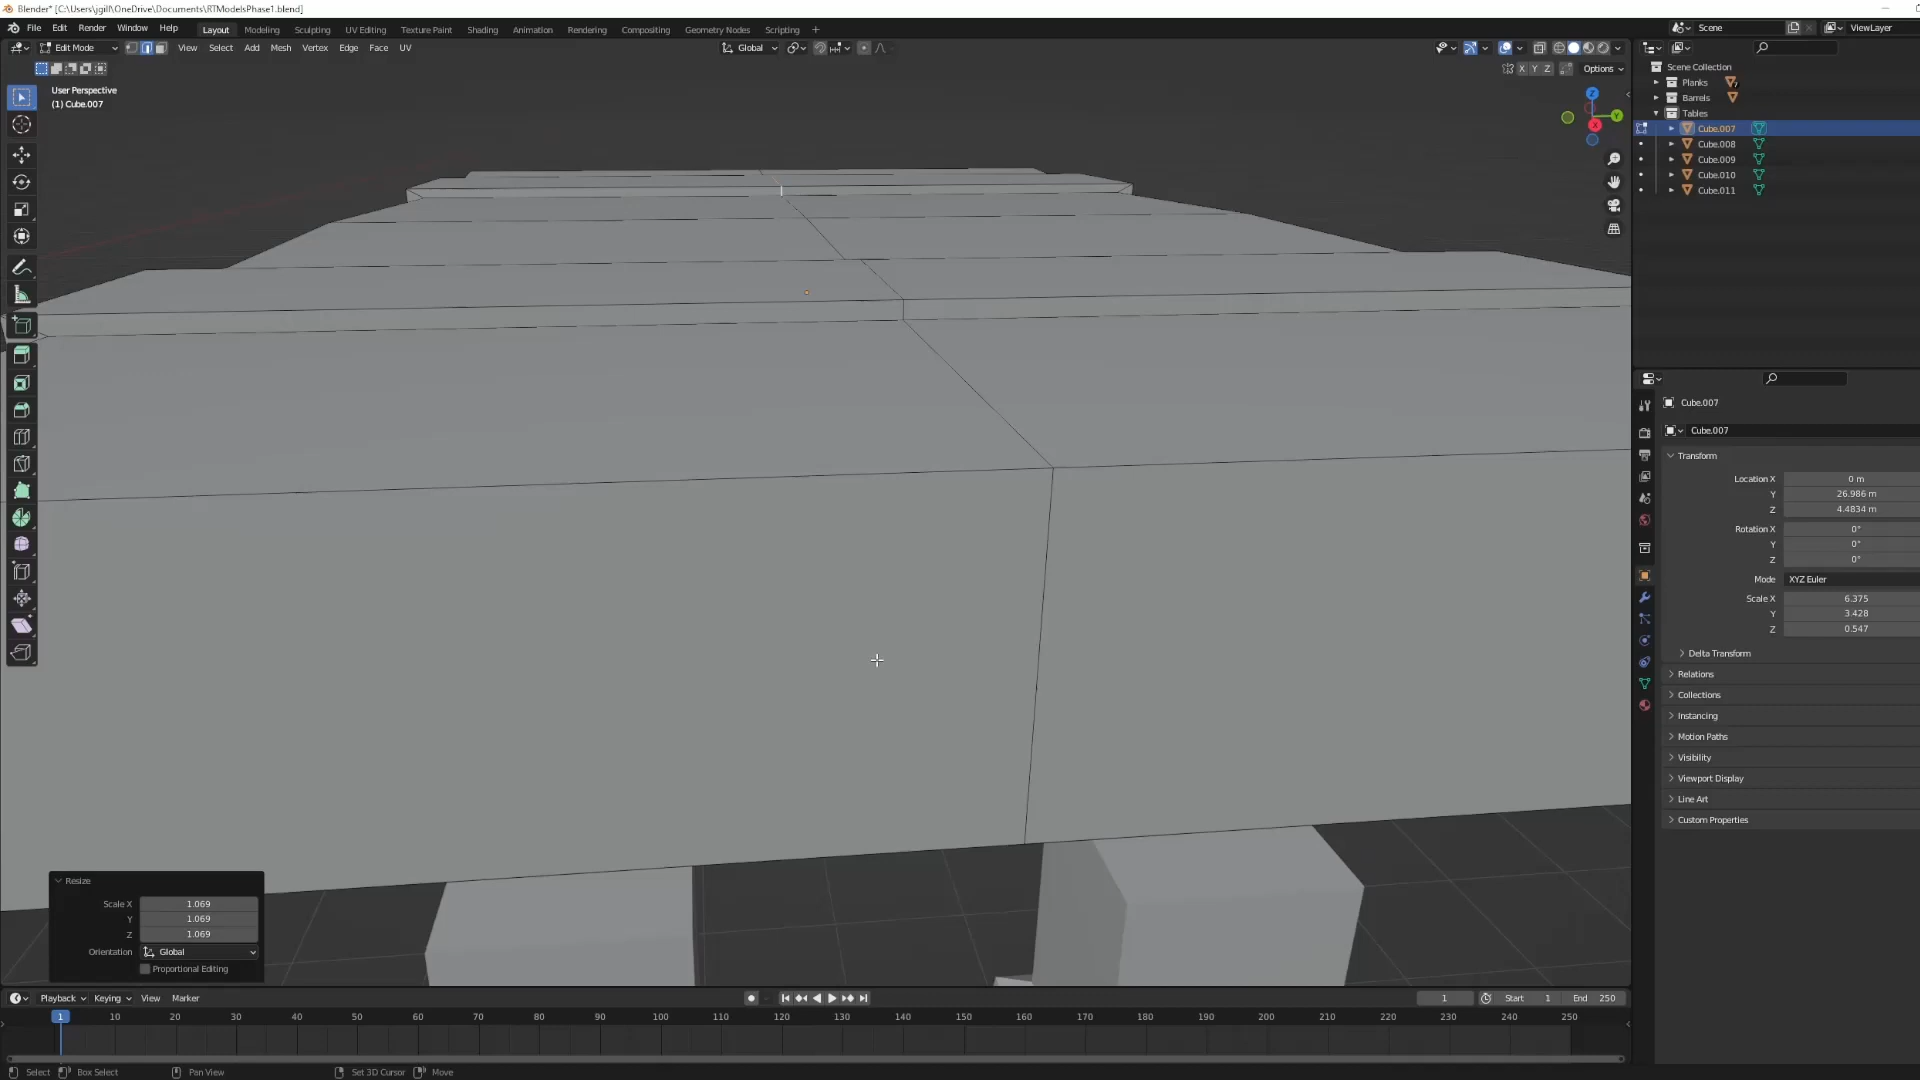 Blender* [C:\Users\jgill\OneDrive\Documents\RTModelsPhase1.blend]
File Edit Render Window Help Layout Modeling Sculpting UV Editing Texture Paint Shading Animation Rendering Compositing Geometry Nodes Scripting + Scene ViewLayer
Edit Mode View Select Add Mesh Vertex Edge Face UV Global
X Y Z Options
User Perspective
(1) Cube.007
Z
Y
X
Scene Collection
Planks
Barrels
Tables
Cube.007
Cube.008
Cube.009
Cube.010
Cube.011
Cube.007
Cube.007
Transform
Location X 0 m
Y 26.986 m
Z 4.4834 m
Rotation X 0°
Y 0°
Z 0°
Mode XYZ Euler
Scale X 6.375
Y 3.428
Z 0.547
Delta Transform
Relations
Collections
Instancing
Motion Paths
Visibility
Viewport Display
Line Art
Custom Properties
Resize
Scale X 1.069
Y 1.069
Z 1.069
Orientation Global
Proportional Editing
Playback Keying View Marker 1 Start 1 End 250
1 10 20 30 40 50 60 70 80 90 100 110 120 130 140 150 160 170 180 190 200 210 220 230 240 250
Select Box Select Pan View Set 3D Cursor Move